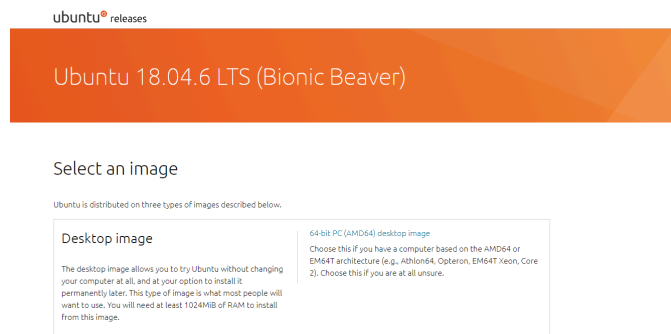 ubuntu releases
Ubuntu 18.04.6 LTS (Bionic Beaver)
Select an image
Ubuntu is distributed on three types of images described below.
Desktop image
The desktop image allows you to try Ubuntu without changing
your computer at all, and at your option to install it
permanently later. This type of image is what most people will
want to use. You will need at least 1024MiB of RAM to install
from this image.
64-bit PC (AMD64) desktop image
Choose this if you have a computer based on the AMD64 or
EM64T architecture (e.g., Athlon64, Opteron, EM64T Xeon, Core
2). Choose this if you are at all unsure.